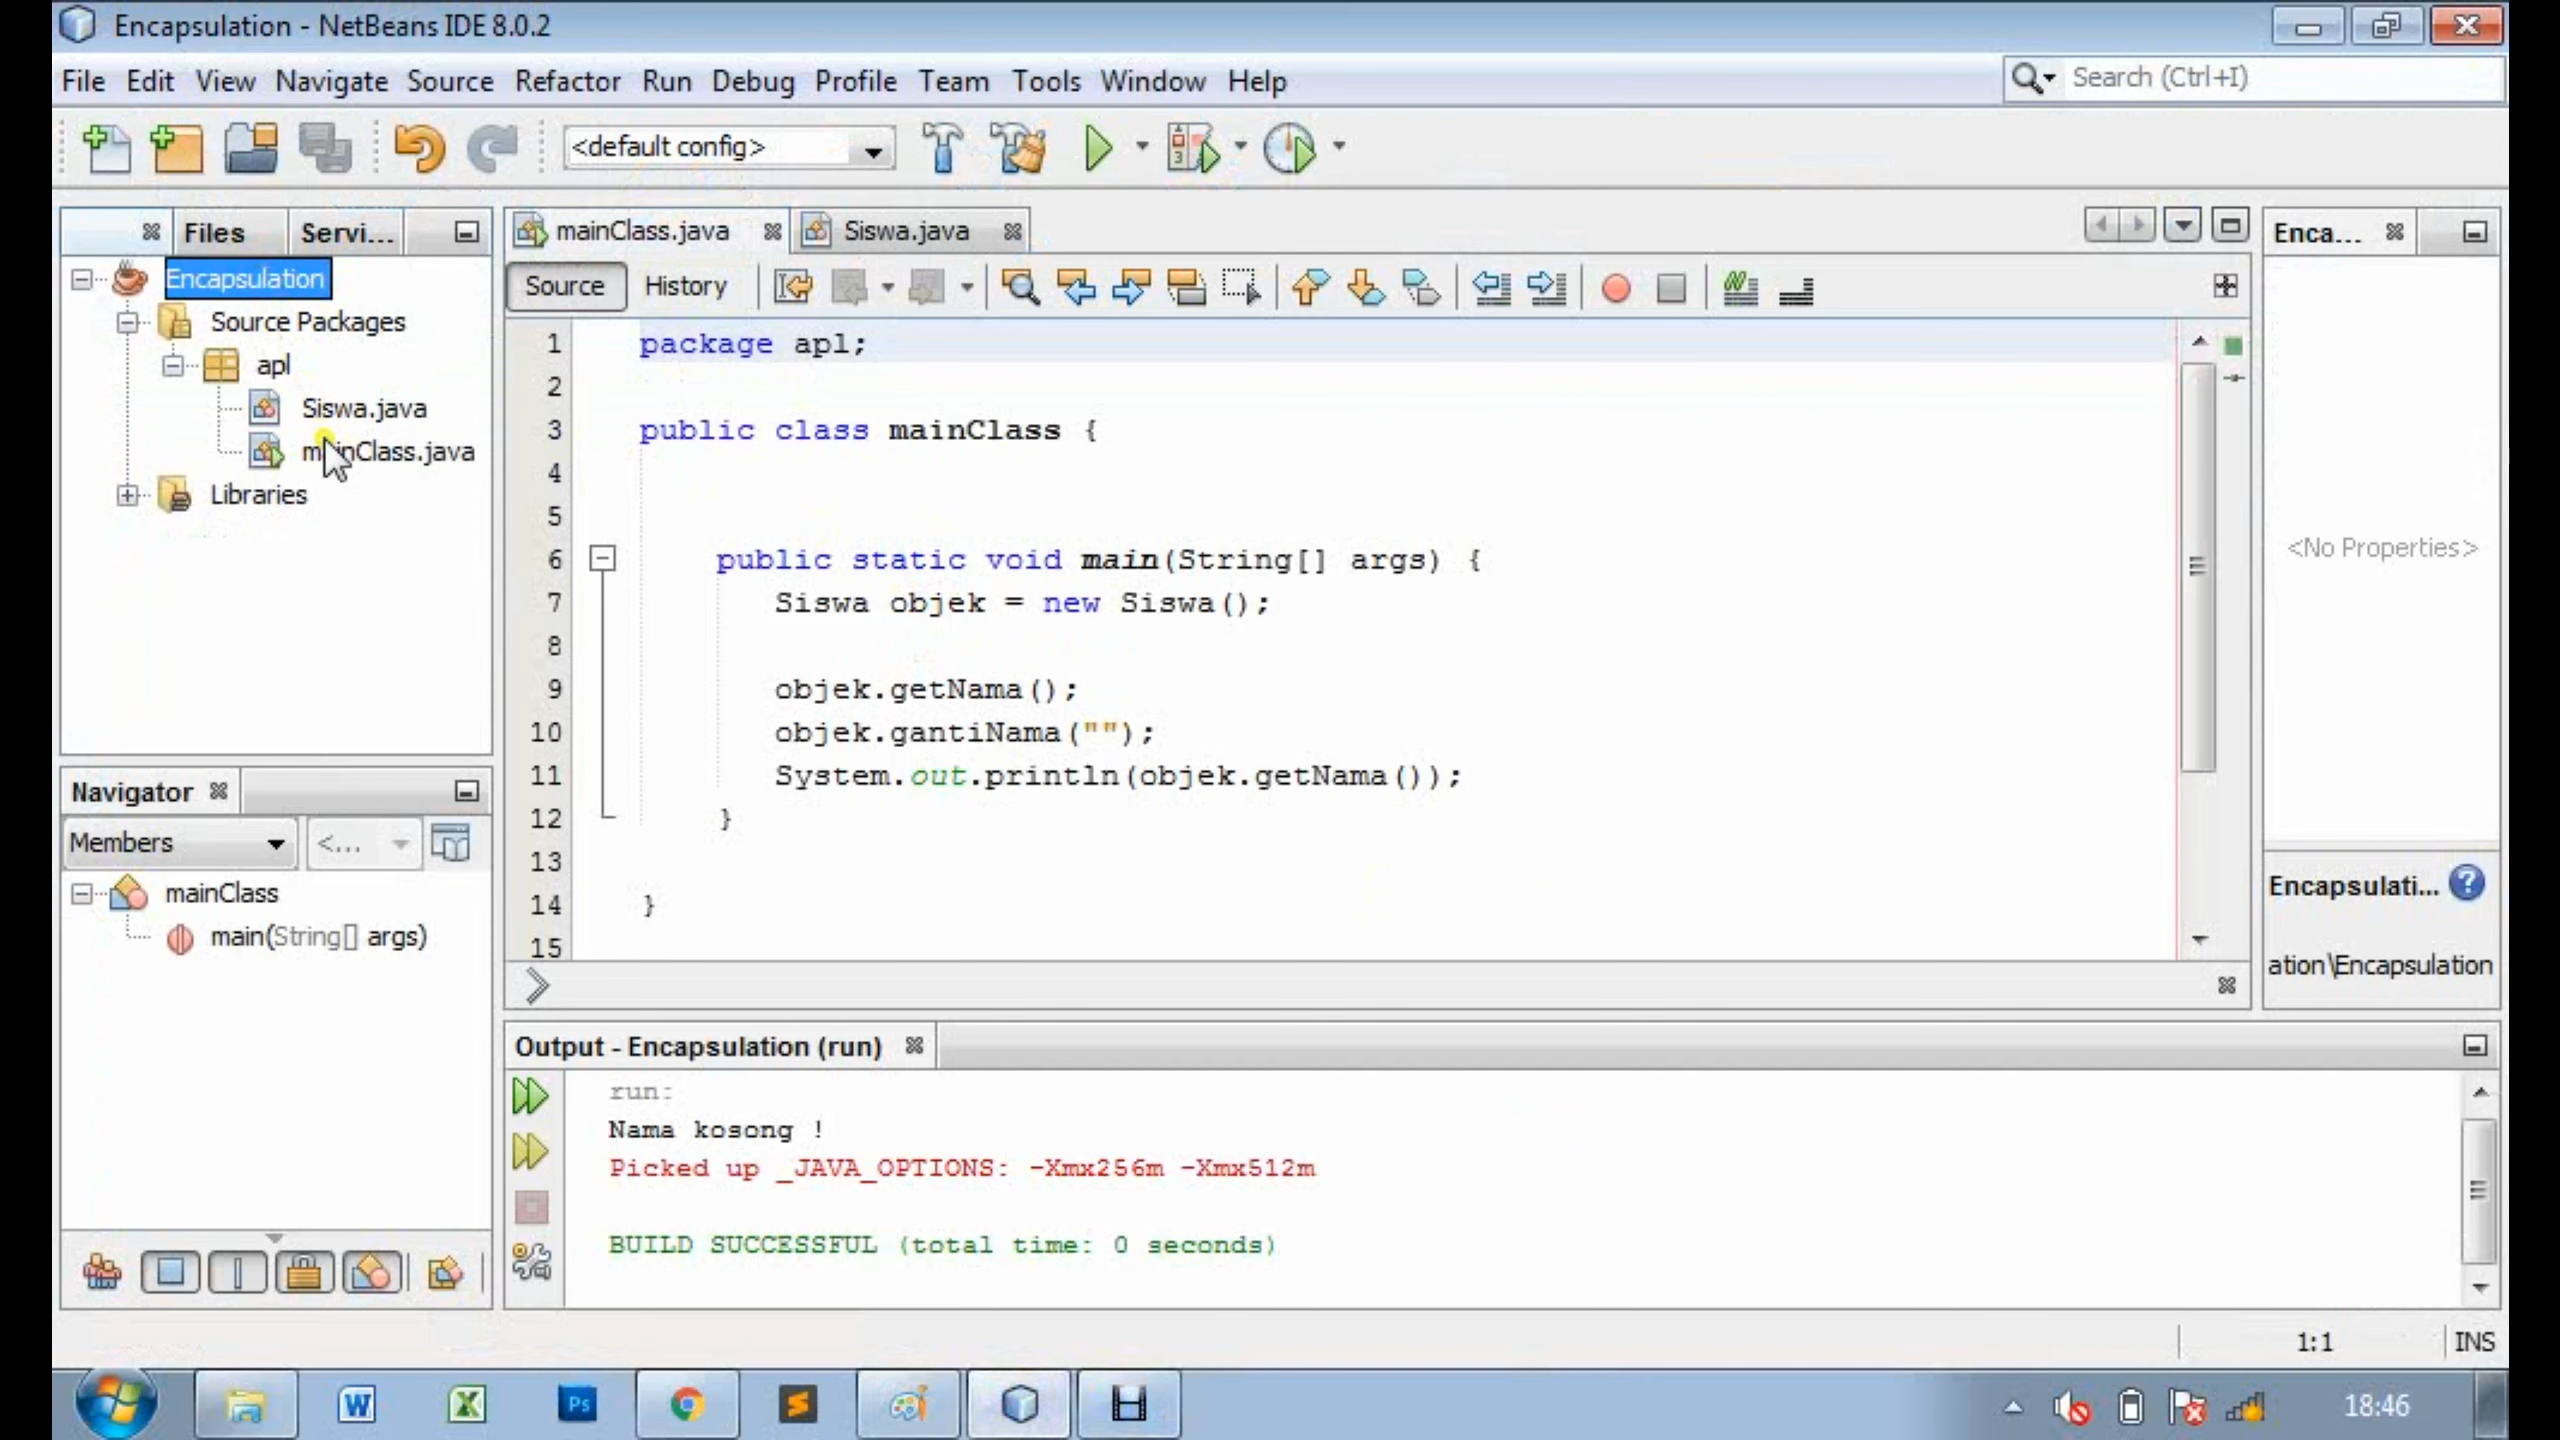 Encapsulation - NetBeans IDE 8.0.2
File Edit View Navigate Source Refactor Run Debug Profile Team Tools Window Help
Search (Ctrl+I)
<default config>
Files Servi...
Encapsulation
Source Packages
apl
Siswa.java
mainClass.java
Libraries
mainClass.java Siswa.java
Source History
1 package apl;
2
3 public class mainClass {
4
5
6 public static void main(String[] args) {
7 Siswa objek = new Siswa();
8
9 objek.getNama();
10 objek.gantiNama("");
11 System.out.println(objek.getNama());
12 }
13
14 }
15
Enca...
<No Properties>
Encapsulati...
ation\Encapsulation
Navigator
Members <...
mainClass
main(String[] args)
Output - Encapsulation (run)
run:
Nama kosong !
Picked up _JAVA_OPTIONS: -Xmx256m -Xmx512m
BUILD SUCCESSFUL (total time: 0 seconds)
1:1 INS
W X Ps S
18:46